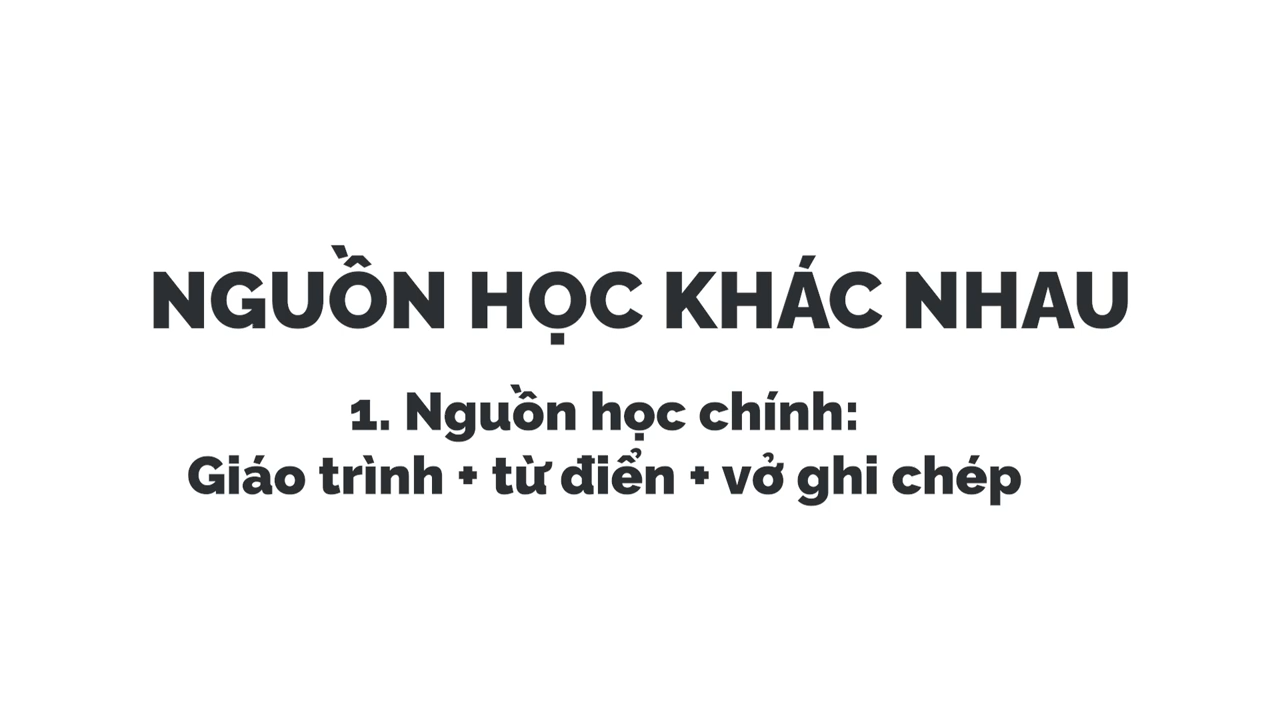 NGUỒN HỌC KHÁC NHAU
1. Nguồn học chính:
Giáo trình + từ điển + vở ghi chép